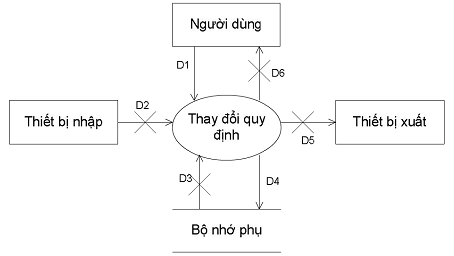 Người dùng
D1
D6
D2
Thiết bị nhập
Thay đổi quy
định
Thiết bị xuất
D5
D3
D4
Bộ nhớ phụ